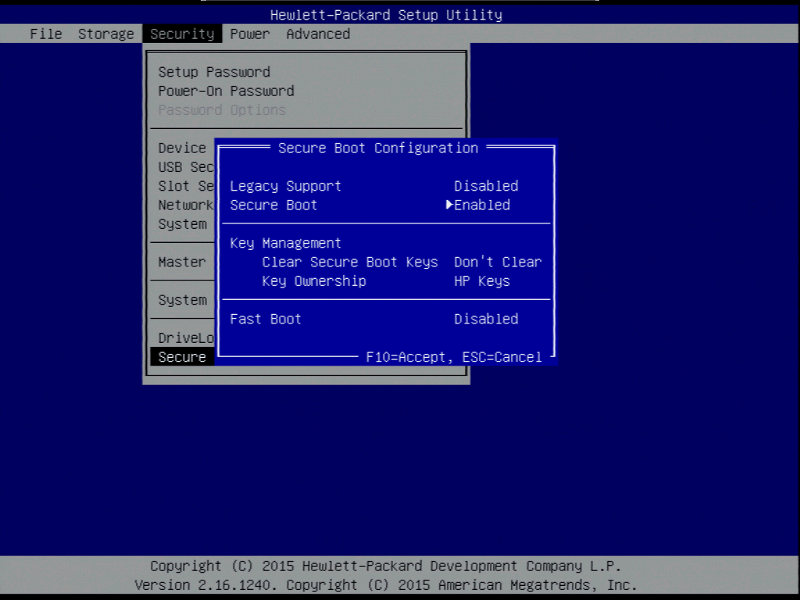 Hewlett-Packard Setup Utility
File Storage Security Power Advanced
Setup Password
Power-On Password
Password Options
Device
USB Sec
Slot Se
Network
System
Master
System
DriveLo
Secure
Secure Boot Configuration
Legacy Support Disabled
Secure Boot ▶Enabled
Key Management
Clear Secure Boot Keys Don't Clear
Key Ownership HP Keys
Fast Boot Disabled
F10=Accept, ESC=Cancel
Copyright (C) 2015 Hewlett-Packard Development Company L.P.
Version 2.16.1240. Copyright (C) 2015 American Megatrends, Inc.